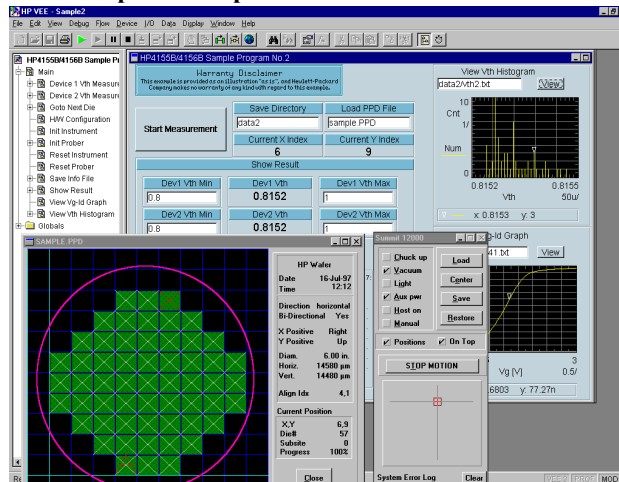 HP VEE - Sample2
File Edit View Debug Flow Device I/O Data Display Window Help
HP4155B/4156B Sample Pr
Main
Device 1 Vth Measure
Device 2 Vth Measure
Goto Next Die
H/W Configuration
Init Instrument
Init Prober
Reset Instrument
Reset Prober
Save Info File
Show Result
View Vg-Id Graph
View Vth Histogram
Globals
HP4155B/4156B Sample Program No.2
Warranty Disclaimer
This example is provided as an illustration "as is", and Hewlett-Packard
Company makes no warranty of any kind with regard to this example.
Start Measurement
Save Directory
data2
Load PPD File
sample.PPD
Current X Index
6
Current Y Index
9
Show Result
Dev1 Vth Min
0.8
Dev1 Vth
0.8152
Dev1 Vth Max
1
Dev2 Vth Min
0.8
Dev2 Vth
0.8152
Dev2 Vth Max
1
View Vth Histogram
data2/vth2.txt
View
10
Cnt
1/
Num
0
0.8152 0.8155
Vth 50u/
x: 0.8153 y: 3
g-Id Graph
41.txt
View
3
Vg [V] 0.5/
6803 y: 77.27n
SAMPLE.PPD
HP Wafer
Date 16-Jul-97
Time 12:12
Direction horizontal
Bi-Directional Yes
X Positive Right
Y Positive Up
Diam. 6.00 in.
Horiz. 14580 µm
Vert. 14480 µm
Align Idx 4,1
Current Position
X,Y 6,9
Die# 57
Subsite 0
Progress 100%
Close
Summit 12000
Chuck up
Vacuum
Light
Aux pwr
Host on
Manual
Load
Center
Save
Restore
Positions
On Top
STOP MOTION
System Error Log
Clear
Re
VEE6 PROF MOD